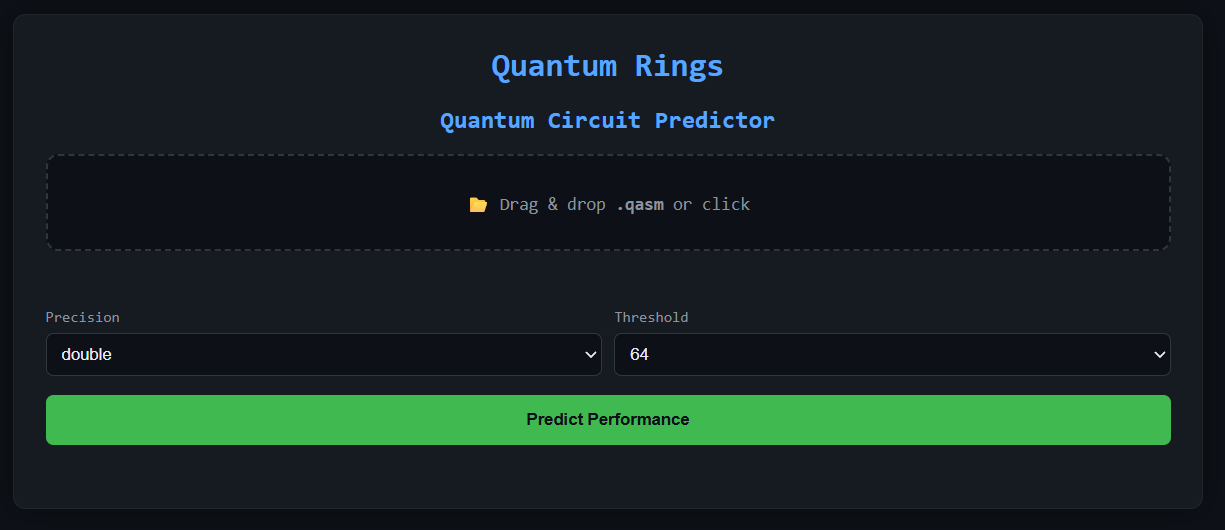 Quantum Rings
Quantum Circuit Predictor
Drag & drop .qasm or click
Precision
Threshold
double
64
Predict Performance